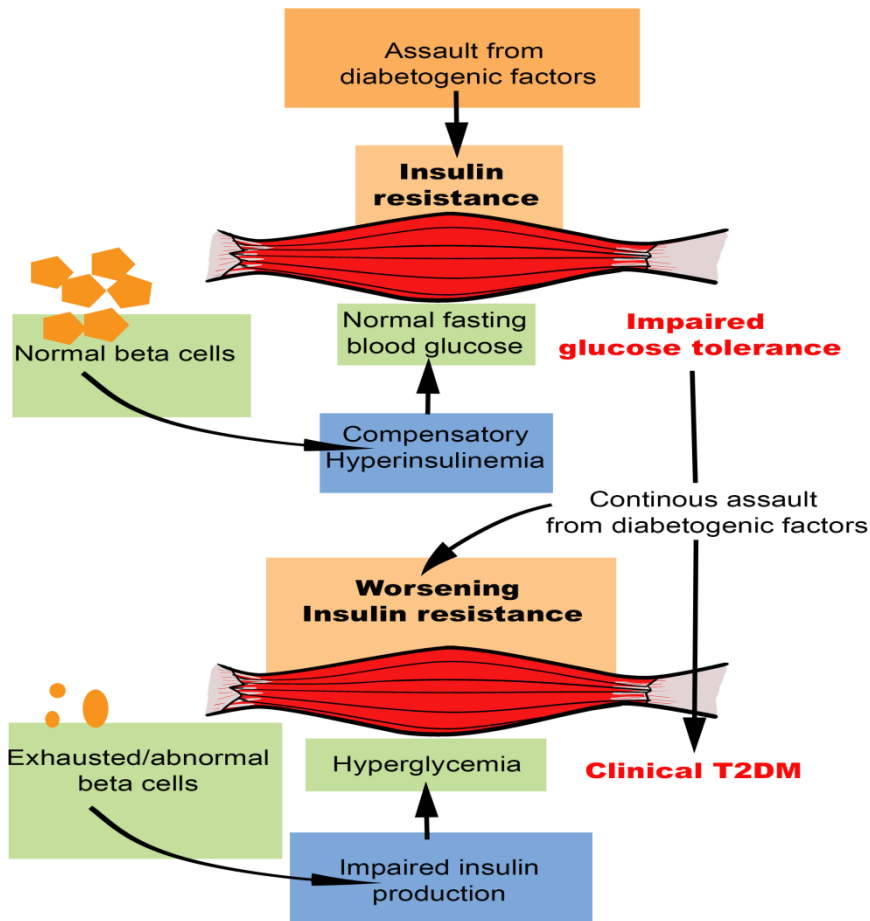 Assault from
diabetogenic factors
Insulin
resistance
Normal beta cells
Normal fasting
blood glucose
Impaired
glucose tolerance
Compensatory
Hyperinsulinemia
Continous assault
from diabetogenic factors
Worsening
Insulin resistance
Exhausted/abnormal
beta cells
Hyperglycemia
Clinical T2DM
Impaired insulin
production